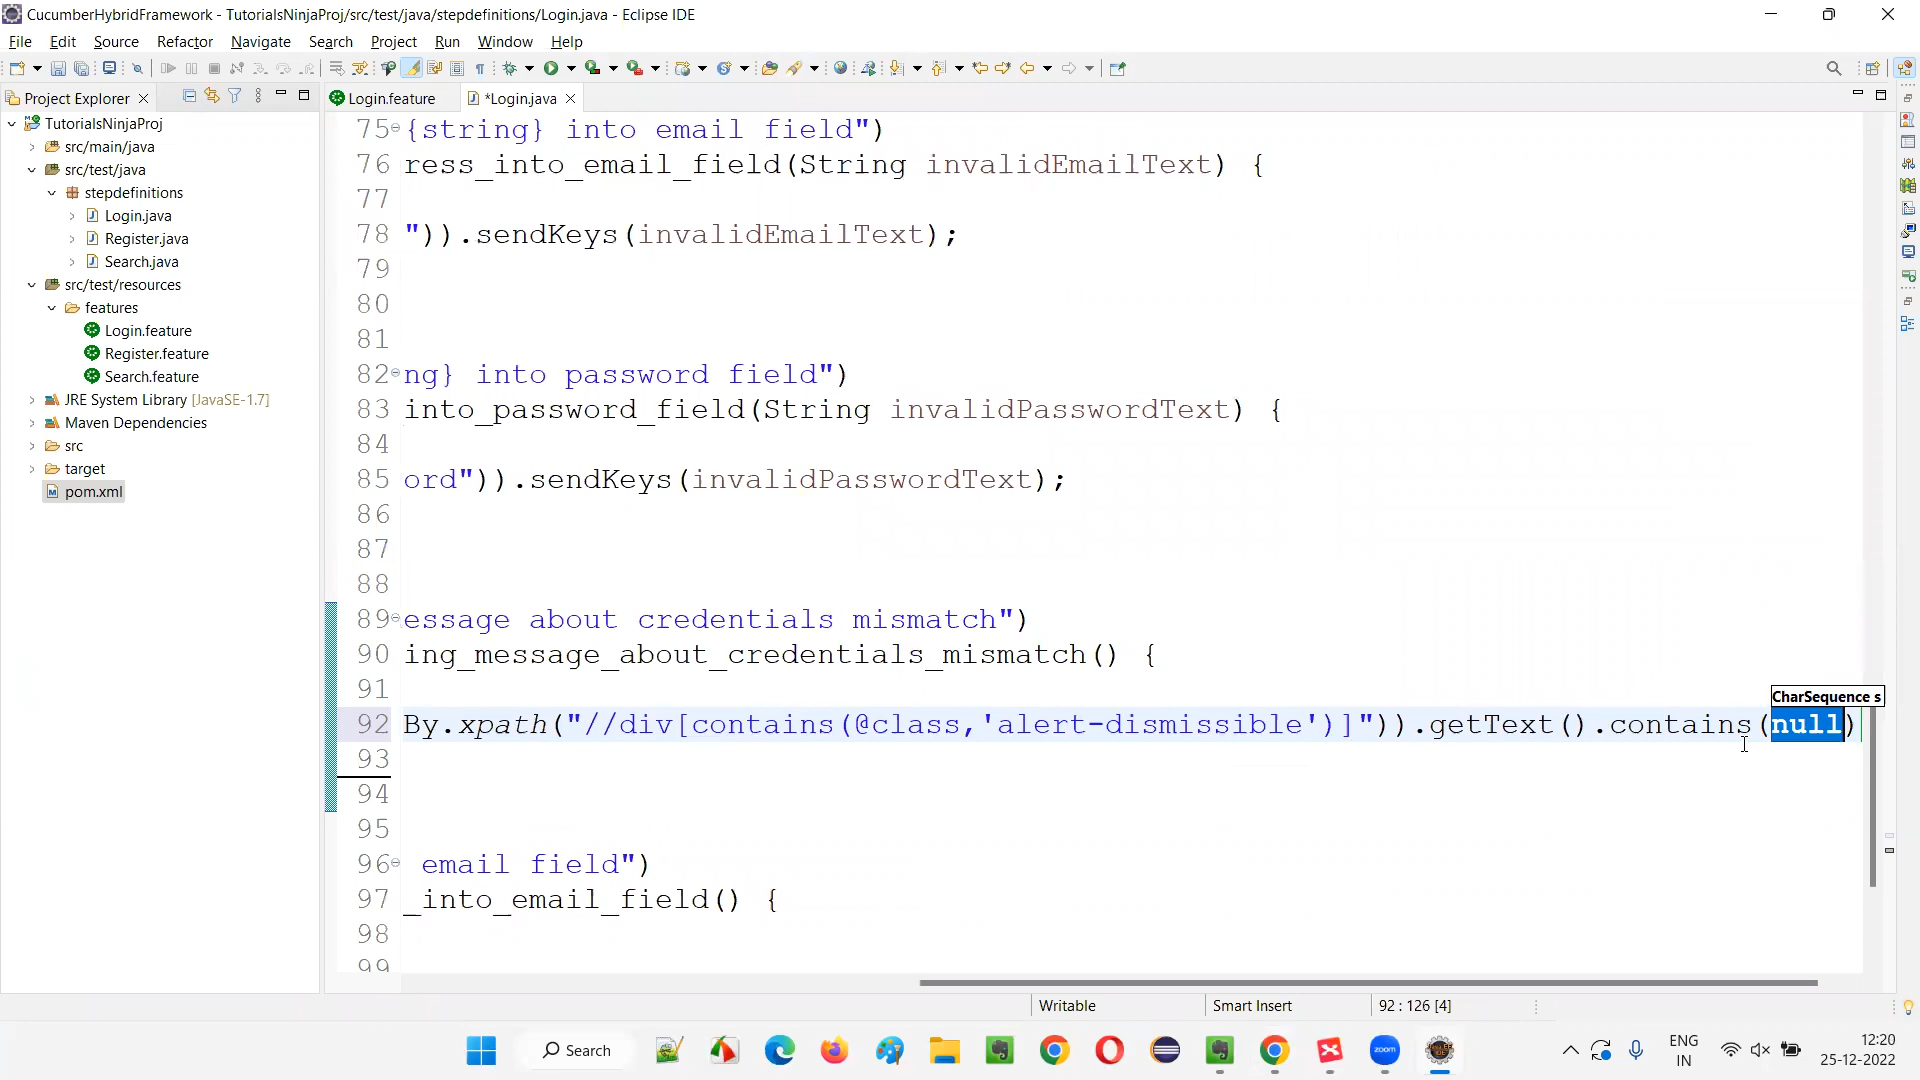 CucumberHybridFramework - TutorialsNinjaProj/src/test/java/stepdefinitions/Login.java - Eclipse IDE
File Edit Source Refactor Navigate Search Project Run Window Help
Project Explorer
Login.feature
*Login.java
TutorialsNinjaProj
src/main/java
src/test/java
stepdefinitions
Login.java
Register.java
Search.java
src/test/resources
features
Login.feature
Register.feature
Search.feature
JRE System Library [JavaSE-1.7]
Maven Dependencies
src
target
pom.xml
75 {string} into email field")
76 ress_into_email_field(String invalidEmailText) {
77
78 ")).sendKeys(invalidEmailText);
79
80
81
82 ng} into password field")
83 into_password_field(String invalidPasswordText) {
84
85 ord")).sendKeys(invalidPasswordText);
86
87
88
89 essage about credentials mismatch")
90 ing_message_about_credentials_mismatch() {
91
CharSequence s
92 By.xpath("//div[contains(@class,'alert-dismissible')]")).getText().contains(null)
93
94
95
96 email field")
97 _into_email_field() {
98
99
Writable
Smart Insert
92 : 126 [4]
Search
zoom
ENG
IN
12:20
25-12-2022